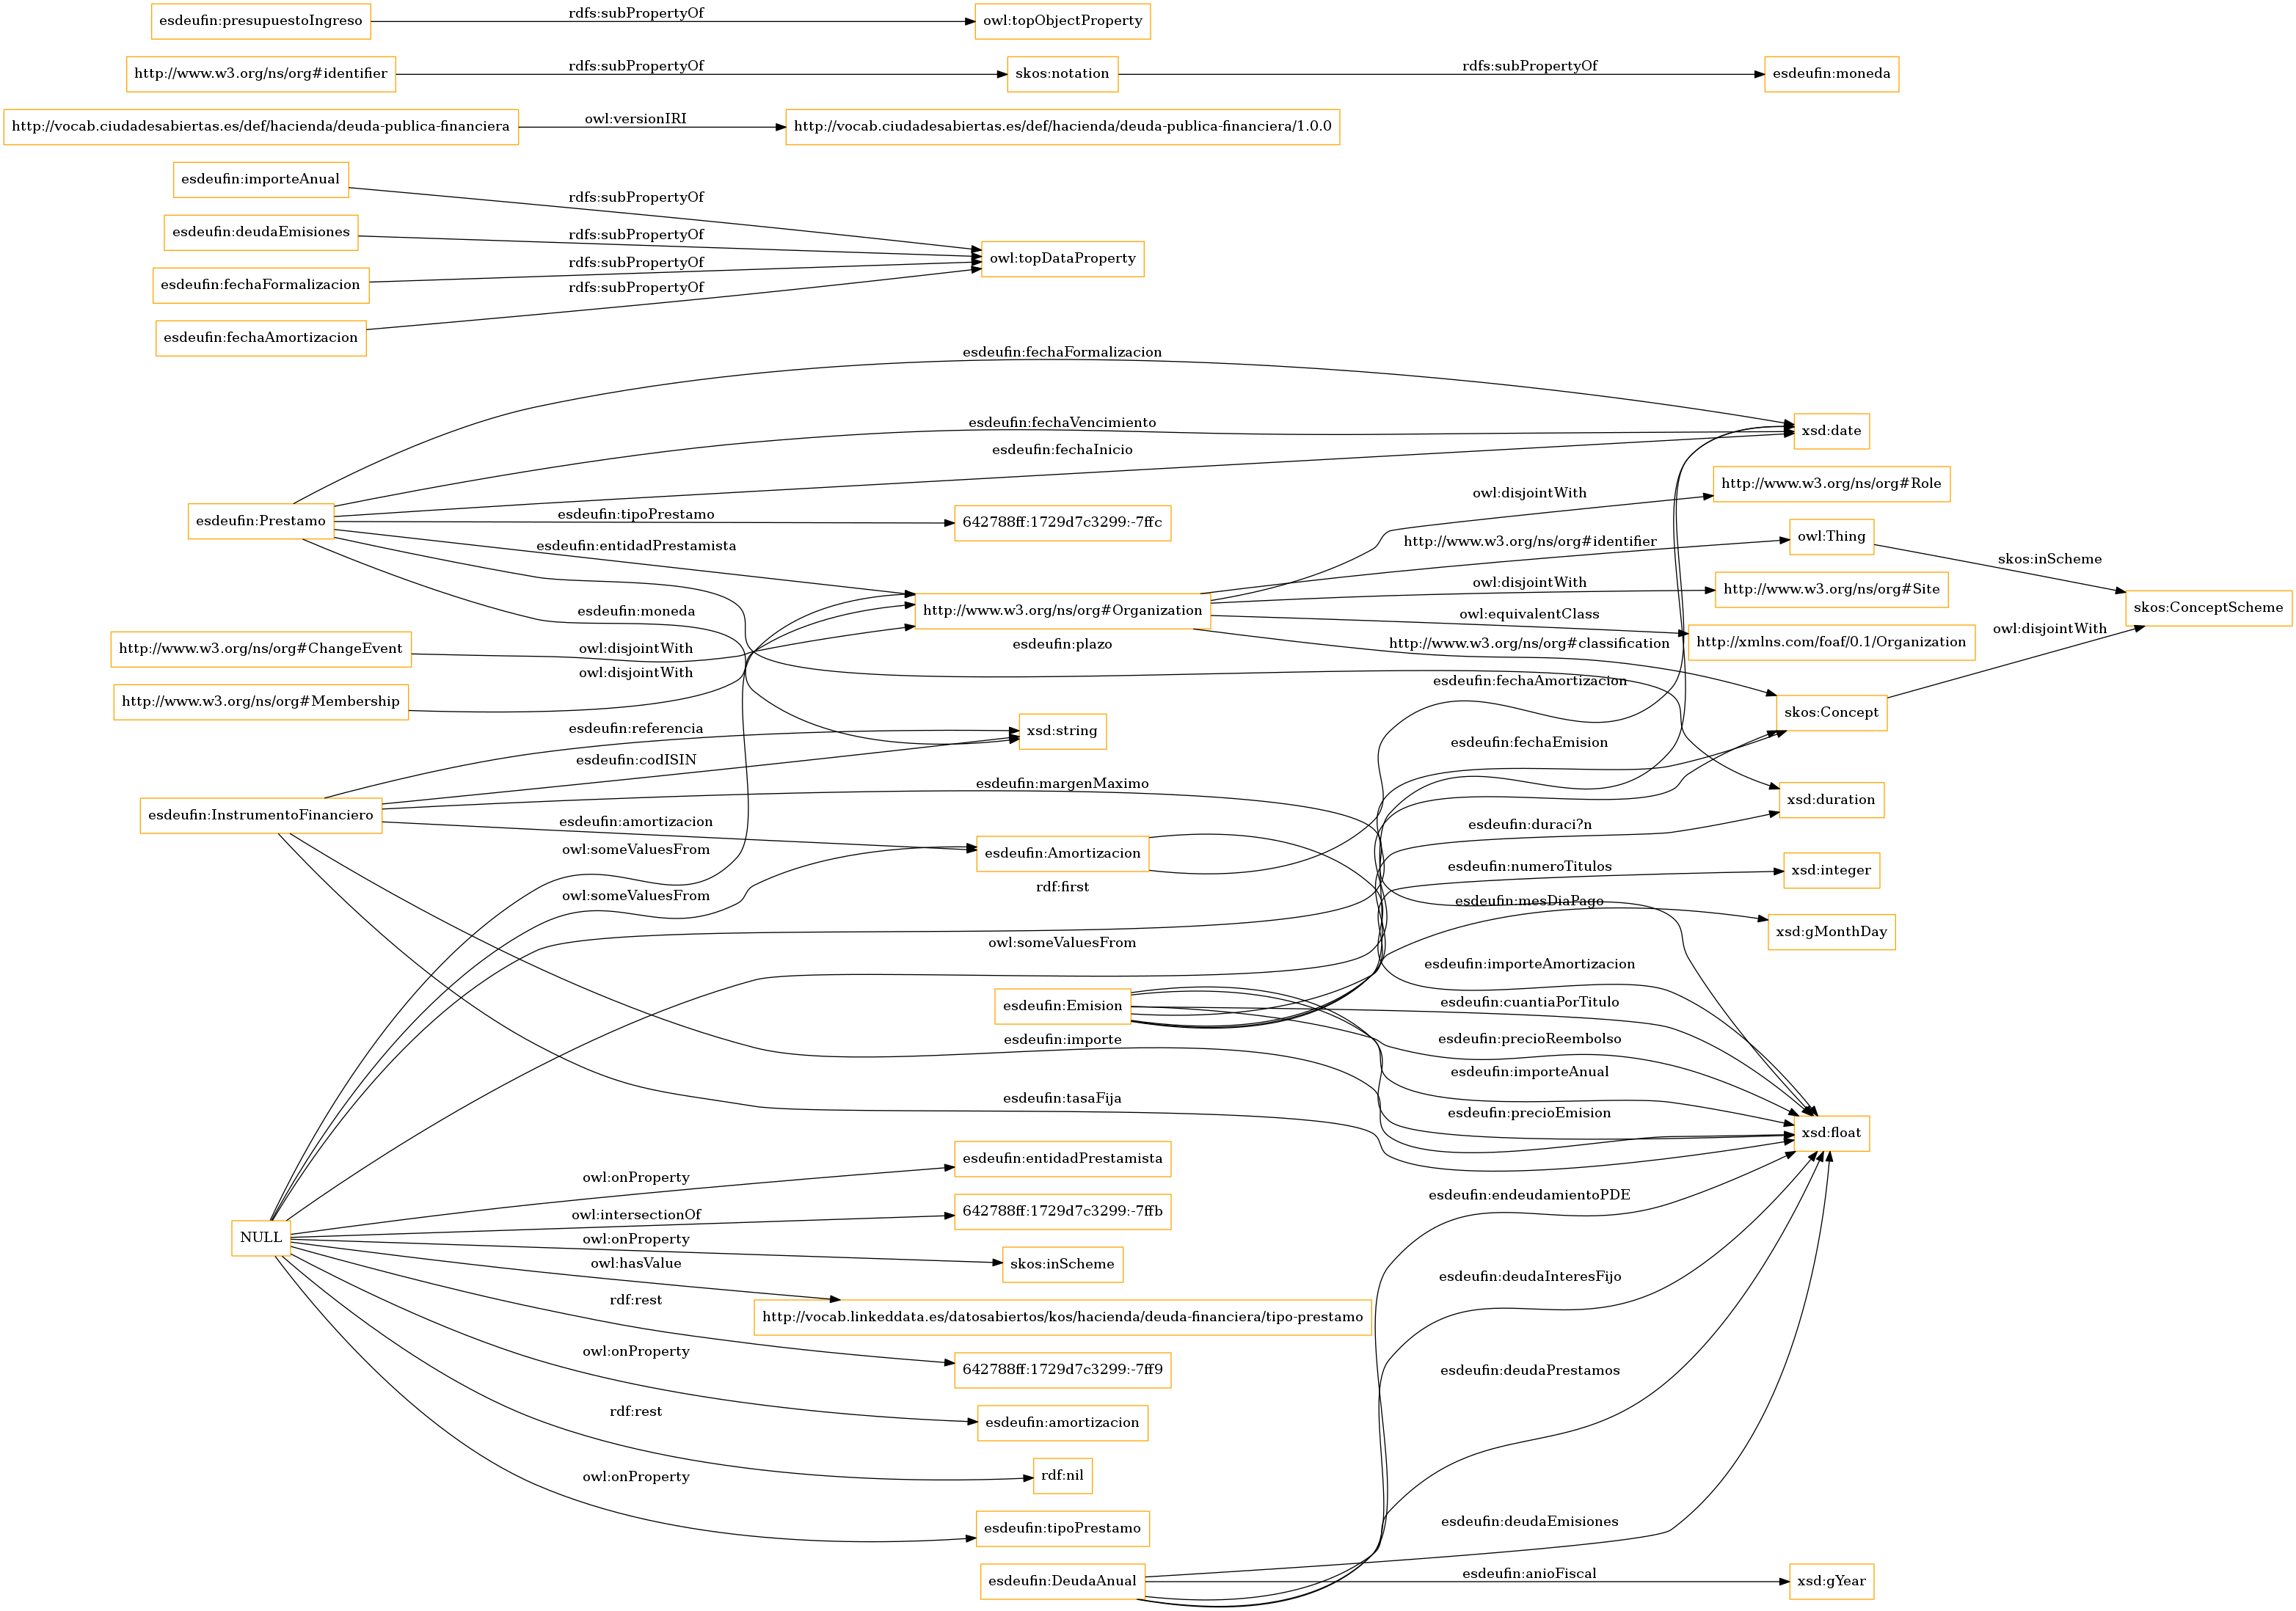 esdeufin:presupuestoIngreso
rdfs:subPropertyOf
owl:topObjectProperty
http://www.w3.org/ns/org#identifier
rdfs:subPropertyOf
skos:notation
rdfs:subPropertyOf
esdeufin:moneda
http://vocab.ciudadesabiertas.es/def/hacienda/deuda-publica-financiera
owl:versionIRI
http://vocab.ciudadesabiertas.es/def/hacienda/deuda-publica-financiera/1.0.0
esdeufin:importeAnual
rdfs:subPropertyOf
esdeufin:deudaEmisiones
rdfs:subPropertyOf
owl:topDataProperty
esdeufin:fechaFormalizacion
rdfs:subPropertyOf
esdeufin:fechaAmortizacion
rdfs:subPropertyOf
esdeufin:fechaFormalizacion
esdeufin:fechaVencimiento
xsd:date
esdeufin:fechaInicio
esdeufin:Prestamo
esdeufin:tipoPrestamo
642788ff:1729d7c3299:-7ffc
owl:disjointWith
http://www.w3.org/ns/org#Role
esdeufin:entidadPrestamista
http://www.w3.org/ns/org#identifier
owl:Thing
skos:inScheme
owl:disjointWith
http://www.w3.org/ns/org#Site
esdeufin:moneda
http://www.w3.org/ns/org#Organization
owl:equivalentClass
skos:ConceptScheme
http://www.w3.org/ns/org#ChangeEvent
owl:disjointWith
esdeufin:plazo
http://www.w3.org/ns/org#classification
http://xmlns.com/foaf/0.1/Organization
owl:disjointWith
owl:disjointWith
http://www.w3.org/ns/org#Membership
esdeufin:fechaAmortizacion
skos:Concept
esdeufin:referencia
xsd:string
esdeufin:fechaEmision
esdeufin:codISIN
esdeufin:margenMaximo
esdeufin:InstrumentoFinanciero
esdeufin:amortizacion
xsd:duration
esdeufin:duraci?n
owl:someValuesFrom
esdeufin:Amortizacion
esdeufin:numeroTitulos
xsd:integer
owl:someValuesFrom
rdf:first
esdeufin:mesDiaPago
xsd:gMonthDay
owl:someValuesFrom
esdeufin:importeAmortizacion
esdeufin:Emision
esdeufin:cuantiaPorTitulo
esdeufin:importe
esdeufin:precioReembolso
esdeufin:importeAnual
esdeufin:tasaFija
esdeufin:precioEmision
xsd:float
esdeufin:entidadPrestamista
owl:onProperty
esdeufin:endeudamientoPDE
owl:intersectionOf
642788ff:1729d7c3299:-7ffb
NULL
owl:onProperty
skos:inScheme
owl:hasValue
esdeufin:deudaInteresFijo
rdf:rest
http://vocab.linkeddata.es/datosabiertos/kos/hacienda/deuda-financiera/tipo-prestamo
owl:onProperty
642788ff:1729d7c3299:-7ff9
esdeufin:deudaPrestamos
rdf:rest
esdeufin:amortizacion
owl:onProperty
rdf:nil
esdeufin:tipoPrestamo
esdeufin:deudaEmisiones
esdeufin:DeudaAnual
esdeufin:anioFiscal
xsd:gYear